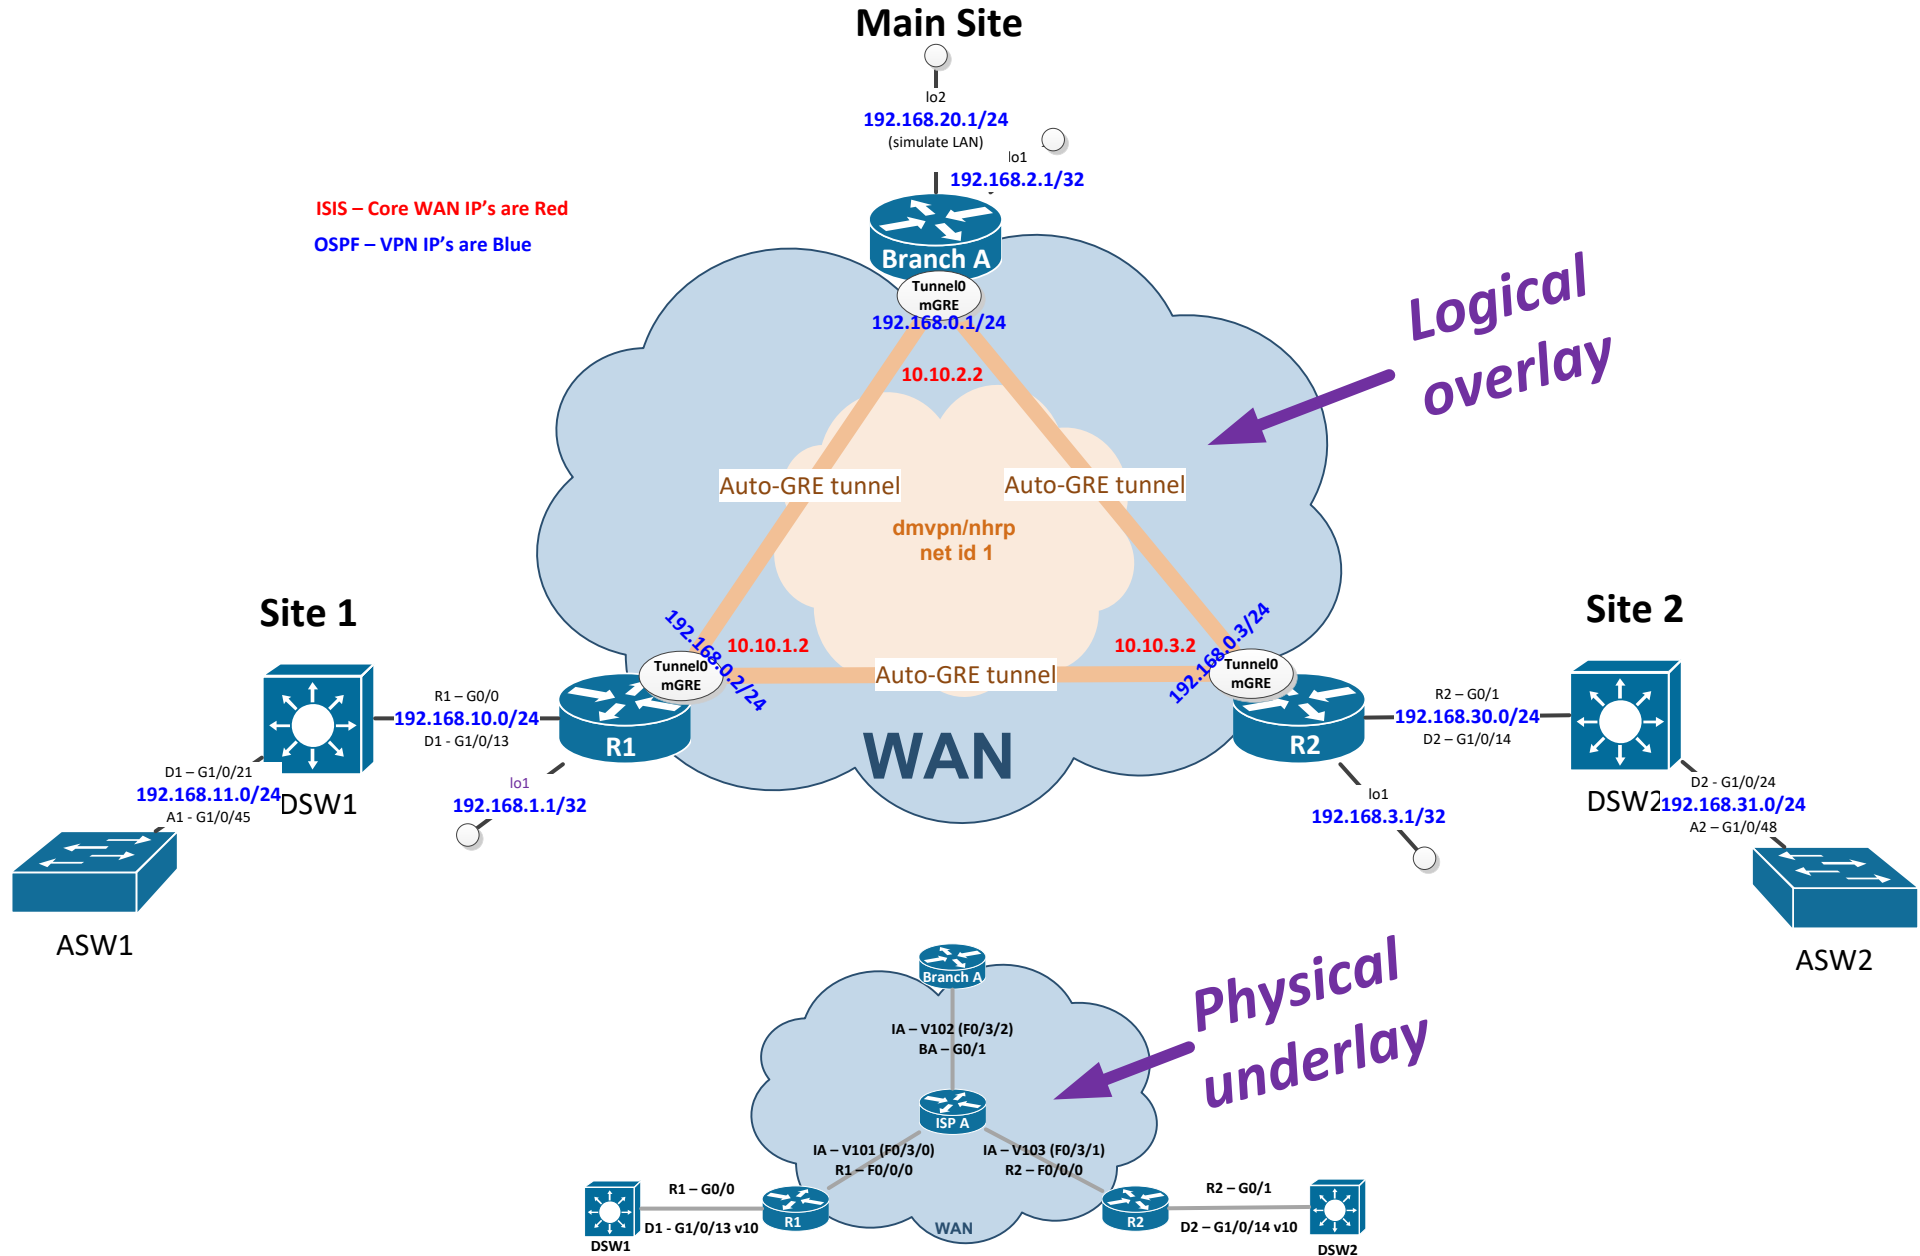 Main Site
lo2
192.168.20.1/24
(simulate LAN)
lo1
192.168.2.1/32
ISIS – Core WAN IP's are Red
OSPF – VPN IP's are Blue
Branch A
Tunnel0
mGRE
192.168.0.1/24
10.10.2.2
Logical
overlay
Auto-GRE tunnel
Auto-GRE tunnel
dmvpn/nhrp
net id 1
Site 1
Site 2
192.168.0.2/24
10.10.1.2
10.10.3.2
192.168.0.3/24
Tunnel0
mGRE
Auto-GRE tunnel
Tunnel0
mGRE
R1 – G0/0
192.168.10.0/24
D1 - G1/0/13
R1
WAN
R2
R2 – G0/1
192.168.30.0/24
D2 – G1/0/14
D1 – G1/0/21
192.168.11.0/24
A1 - G1/0/45
DSW1
lo1
192.168.1.1/32
lo1
192.168.3.1/32
DSW2
D2 - G1/0/24
192.168.31.0/24
A2 – G1/0/48
ASW1
ASW2
Branch A
IA – V102 (F0/3/2)
BA – G0/1
Physical
underlay
ISP A
IA – V101 (F0/3/0)
R1 – F0/0/0
IA – V103 (F0/3/1)
R2 – F0/0/0
R1 – G0/0
D1 - G1/0/13 v10
DSW1
R1
WAN
R2
R2 – G0/1
D2 – G1/0/14 v10
DSW2